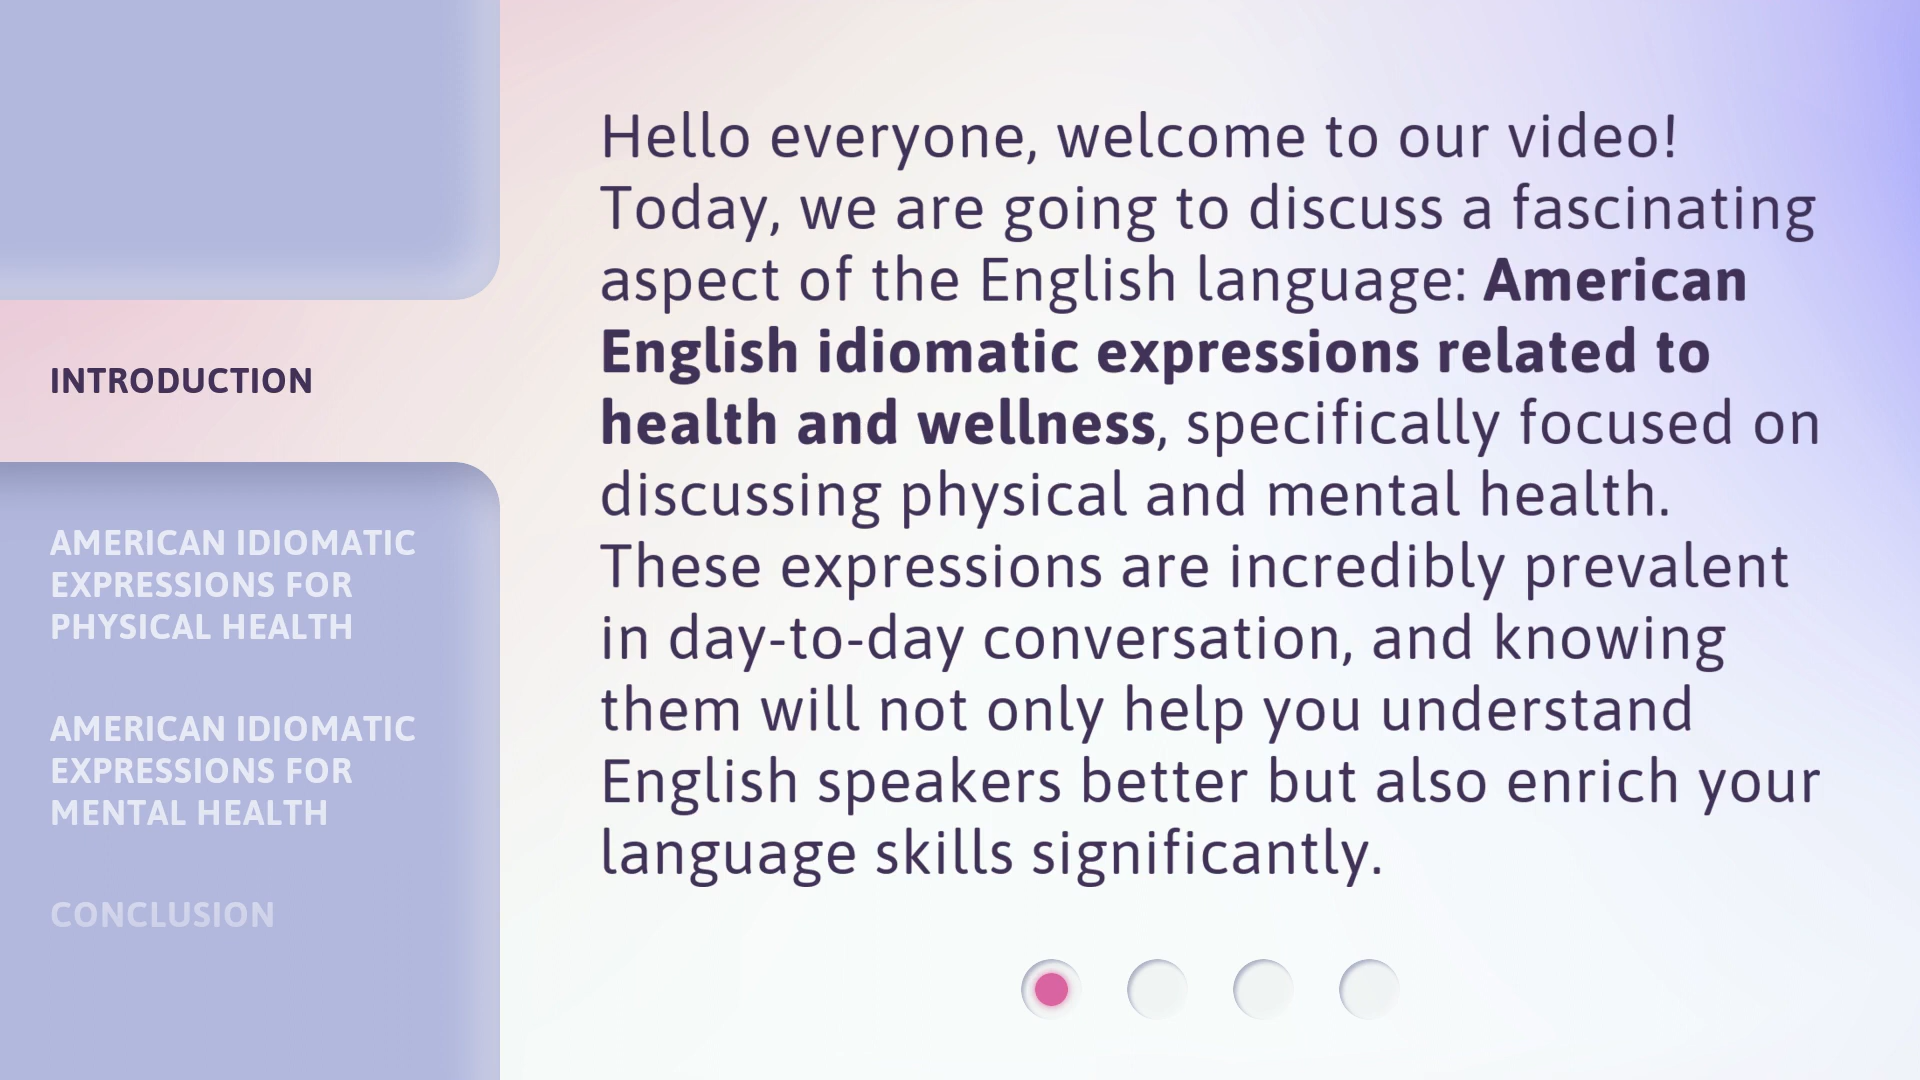 INTRODUCTION
AMERICAN IDIOMATIC
EXPRESSIONS FOR
PHYSICAL HEALTH
AMERICAN IDIOMATIC
EXPRESSIONS FOR
MENTAL HEALTH
CONCLUSION
Hello everyone, welcome to our video!
Today, we are going to discuss a fascinating
aspect of the English language: American
English idiomatic expressions related to
health and wellness, specifically focused on
discussing physical and mental health.
These expressions are incredibly prevalent
in day-to-day conversation, and knowing
them will not only help you understand
English speakers better but also enrich your
language skills significantly.